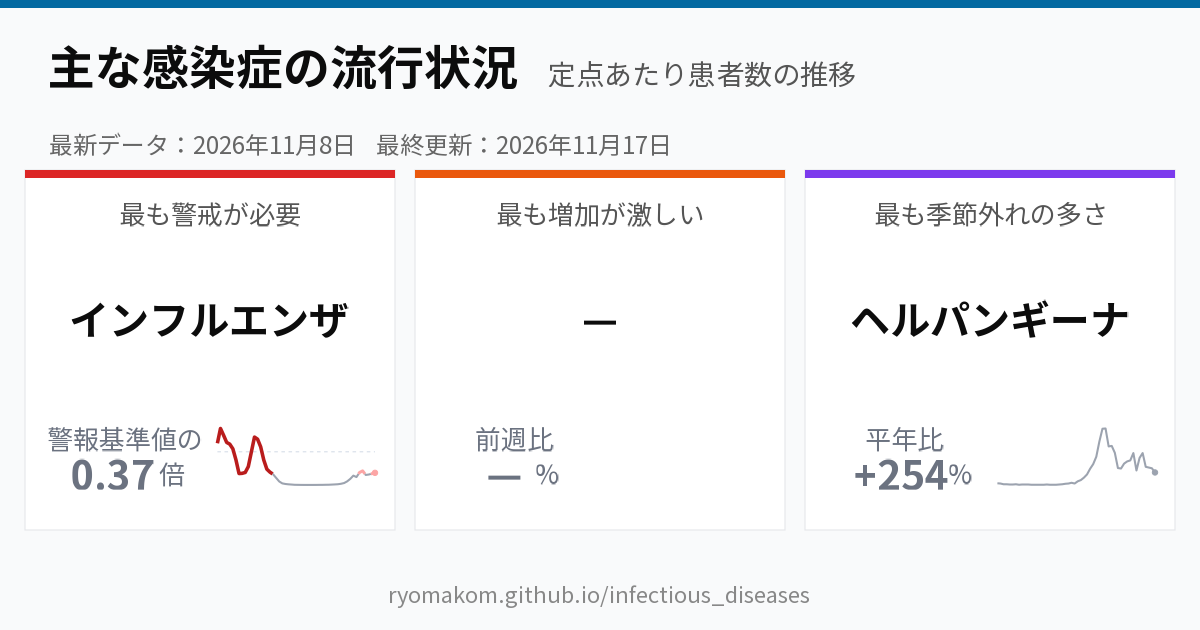 主な感染症の流行状況 定点あたり患者数の推移
最新データ：2026年11月8日 最終更新：2026年11月17日
最も警戒が必要
インフルエンザ
警報基準値の
0.37倍
最も増加が激しい
—
前週比
— %
最も季節外れの多さ
ヘルパンギーナ
平年比
+254%
ryomakom.github.io/infectious_diseases